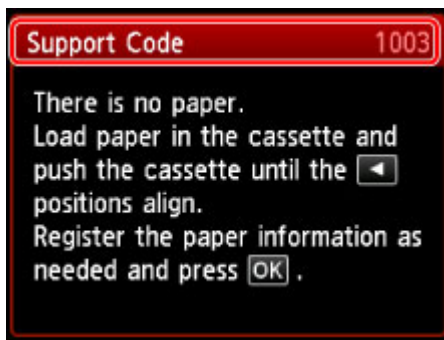 Support Code 1003
There is no paper.
Load paper in the cassette and
push the cassette until the ◀
positions align.
Register the paper information as
needed and press OK .